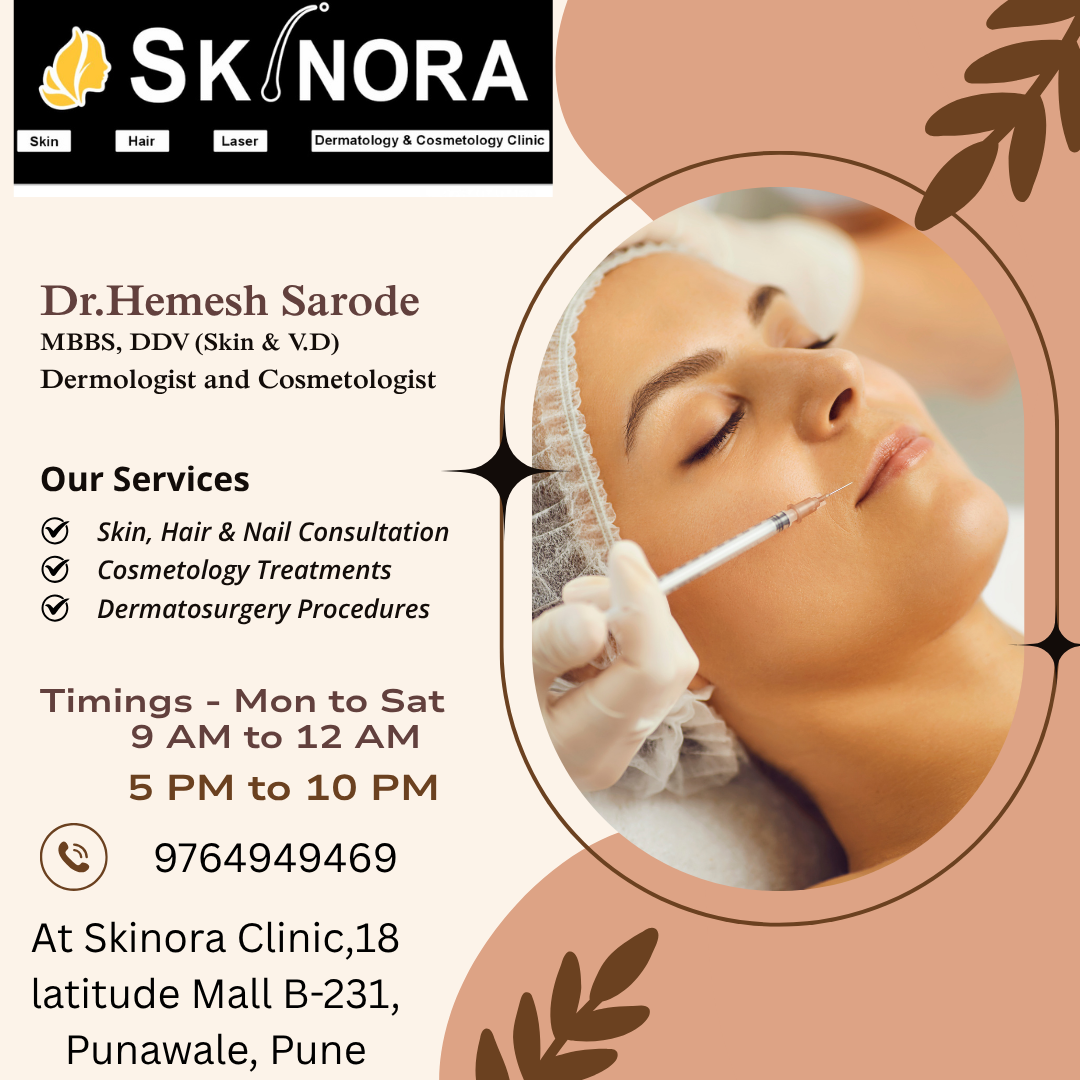 SKINORA
Skin Hair Laser Dermatology & Cosmetology Clinic
Dr.Hemesh Sarode
MBBS, DDV (Skin & V.D)
Dermologist and Cosmetologist
Our Services
Skin, Hair & Nail Consultation
Cosmetology Treatments
Dermatosurgery Procedures
Timings - Mon to Sat
9 AM to 12 AM
5 PM to 10 PM
9764949469
At Skinora Clinic,18
latitude Mall B-231,
Punawale, Pune